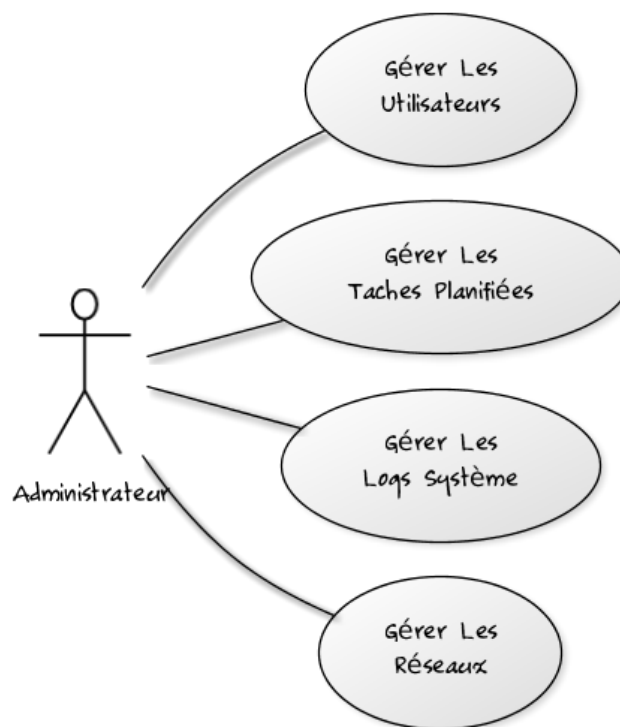 Gérer Les
Utilisateurs
Gérer Les
Taches Planifiées
Gérer Les
Logs Système
Administrateur
Gérer Les
Réseaux